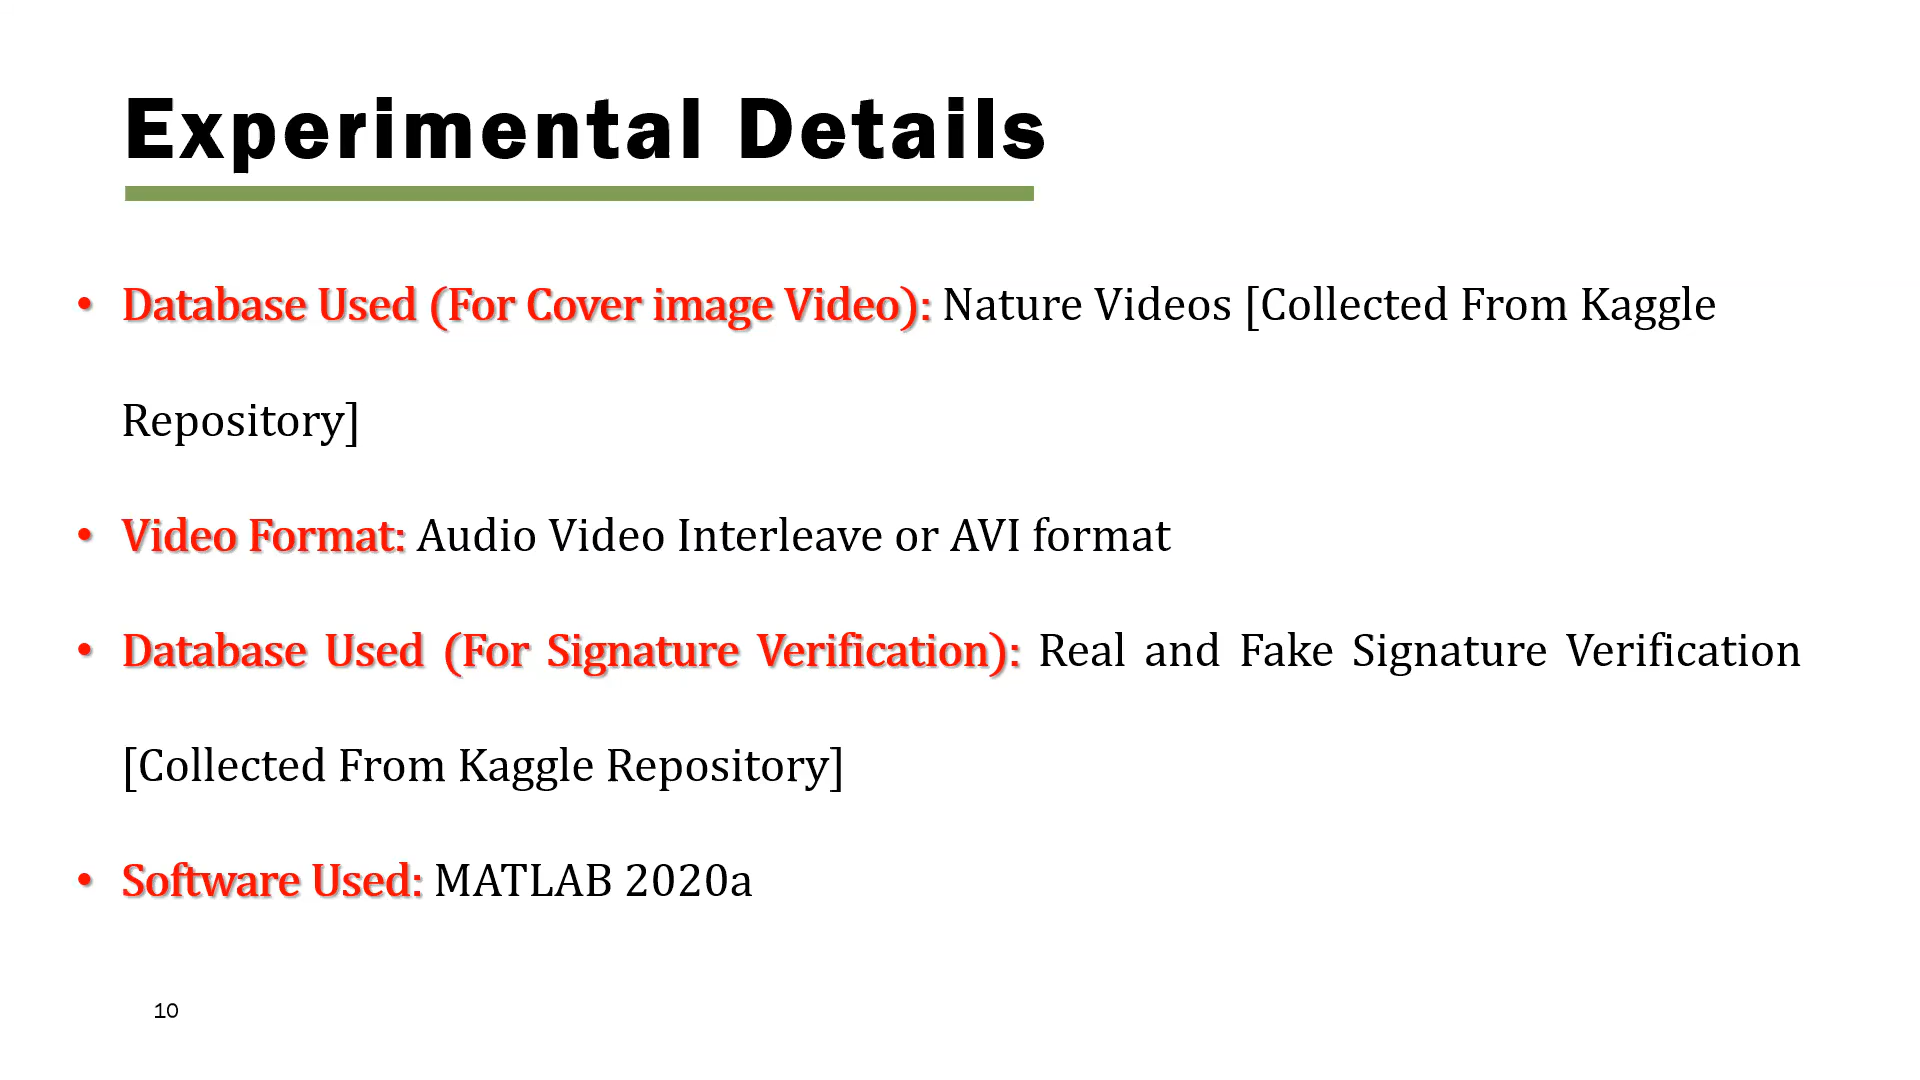 Experimental Details
• Database Used (For Cover image Video): Nature Videos [Collected From Kaggle
Repository]
• Video Format: Audio Video Interleave or AVI format
• Database Used (For Signature Verification): Real and Fake Signature Verification
[Collected From Kaggle Repository]
• Software Used: MATLAB 2020a
10